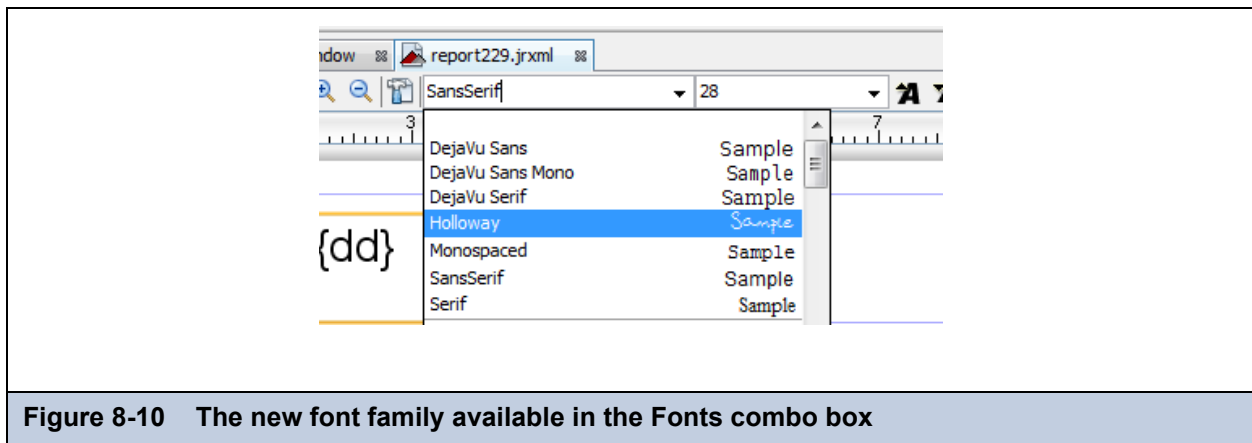 ndow report229.jrxml
SansSerif 28
3 7
DejaVu Sans Sample
DejaVu Sans Mono Sample
DejaVu Serif Sample
Holloway Sample
{dd}
Monospaced Sample
SansSerif Sample
Serif Sample
Figure 8-10 The new font family available in the Fonts combo box